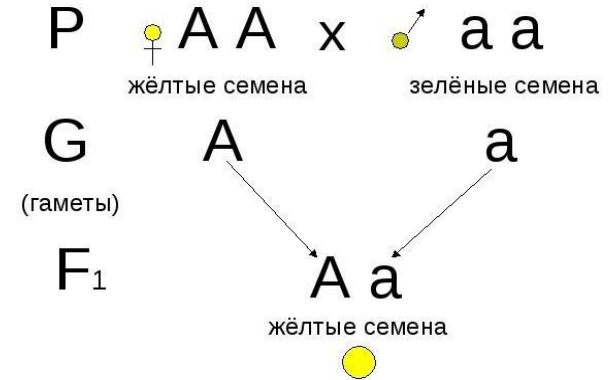 P ♀ A A x ♂ a a
жёлтые семена зелёные семена
G A a
(гаметы)
F₁ A a
жёлтые семена